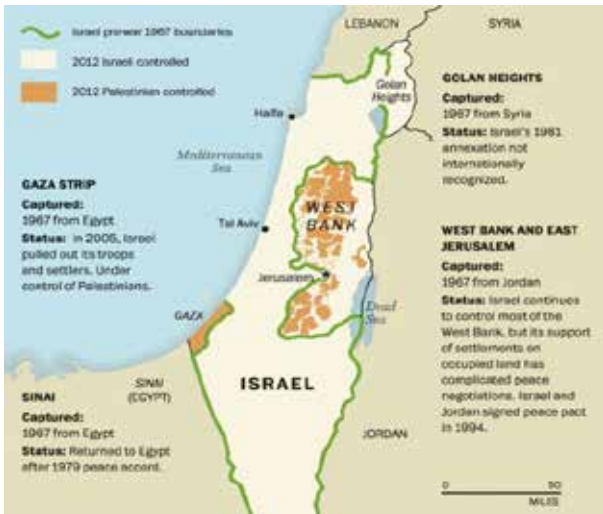 Israel prewar 1967 boundaries
2012 Israeli controlled
2012 Palestinian controlled
LEBANON
SYRIA
Golan
Heights
Haifa
Mediterranean
Sea
Tel Aviv
WEST
BANK
Jerusalem
Dead
Sea
GAZA
ISRAEL
SINAI
(EGYPT)
JORDAN
GAZA STRIP
Captured:
1967 from Egypt
Status: In 2005, Israel
pulled out its troops
and settlers. Under
control of Palestinians.
SINAI
Captured:
1967 from Egypt
Status: Returned to Egypt
after 1979 peace accord.
GOLAN HEIGHTS
Captured:
1967 from Syria
Status: Israel's 1981
annexation not
internationally
recognized.
WEST BANK AND EAST
JERUSALEM
Captured:
1967 from Jordan
Status: Israel continues
to control most of the
West Bank, but its support
of settlements on
occupied land has
complicated peace
negotiations. Israel and
Jordan signed peace pact
in 1994.
0 50
MILES